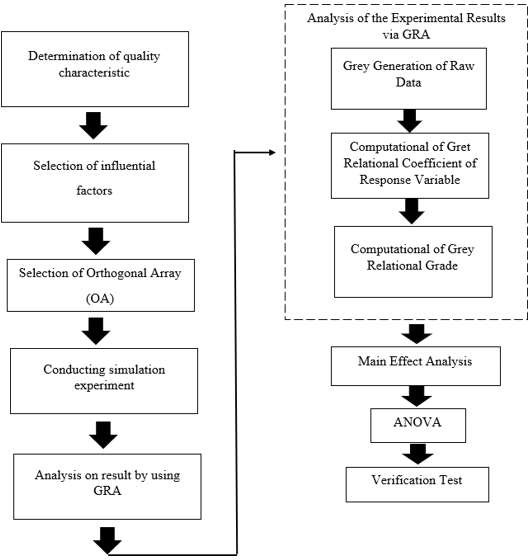 Determination of quality
characteristic
Selection of influential
factors
Selection of Orthogonal Array
(OA)
Conducting simulation
experiment
Analysis on result by using
GRA
Analysis of the Experimental Results
via GRA
Grey Generation of Raw
Data
Computational of Gret
Relational Coefficient of
Response Variable
Computational of Grey
Relational Grade
Main Effect Analysis
ANOVA
Verification Test